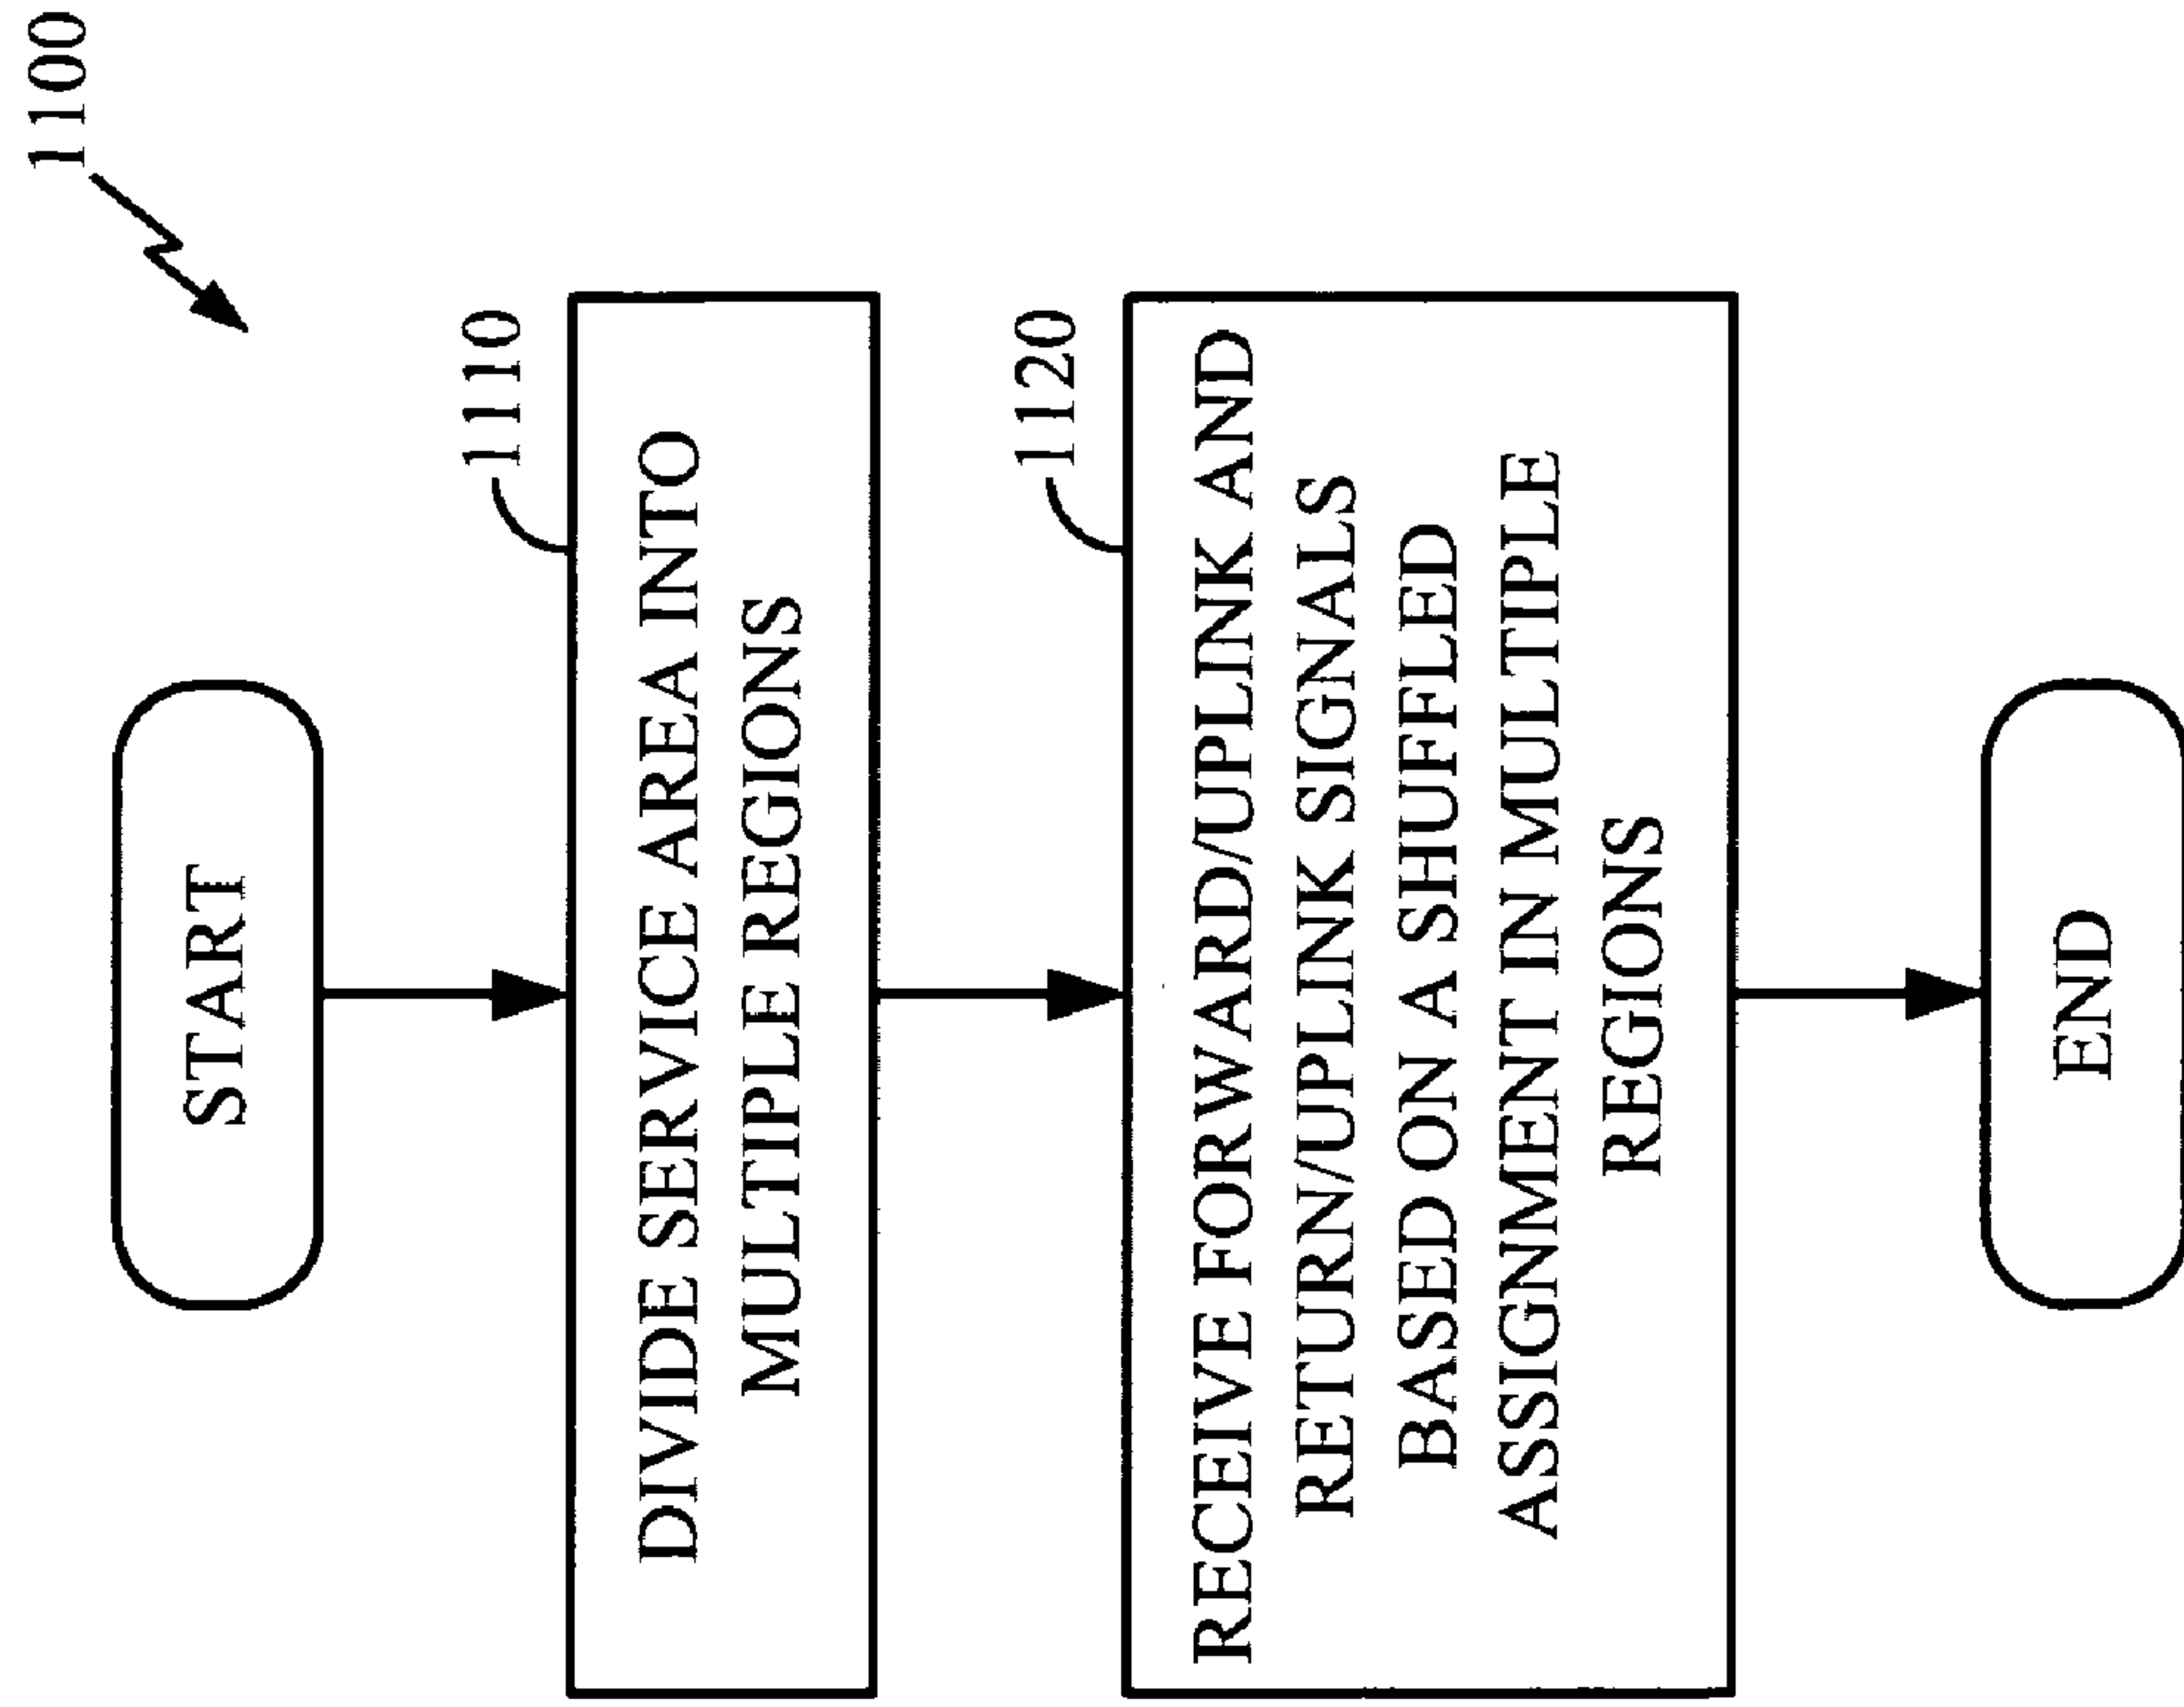 1100
START
1110
DIVIDE SERVICE AREA INTO
MULTIPLE REGIONS
1120
RECEIVE FORWARD/UPLINK AND
RETURN/UPLINK SIGNALS
BASED ON A SHUFFLED
ASSIGNMENT IN MULTIPLE
REGIONS
END